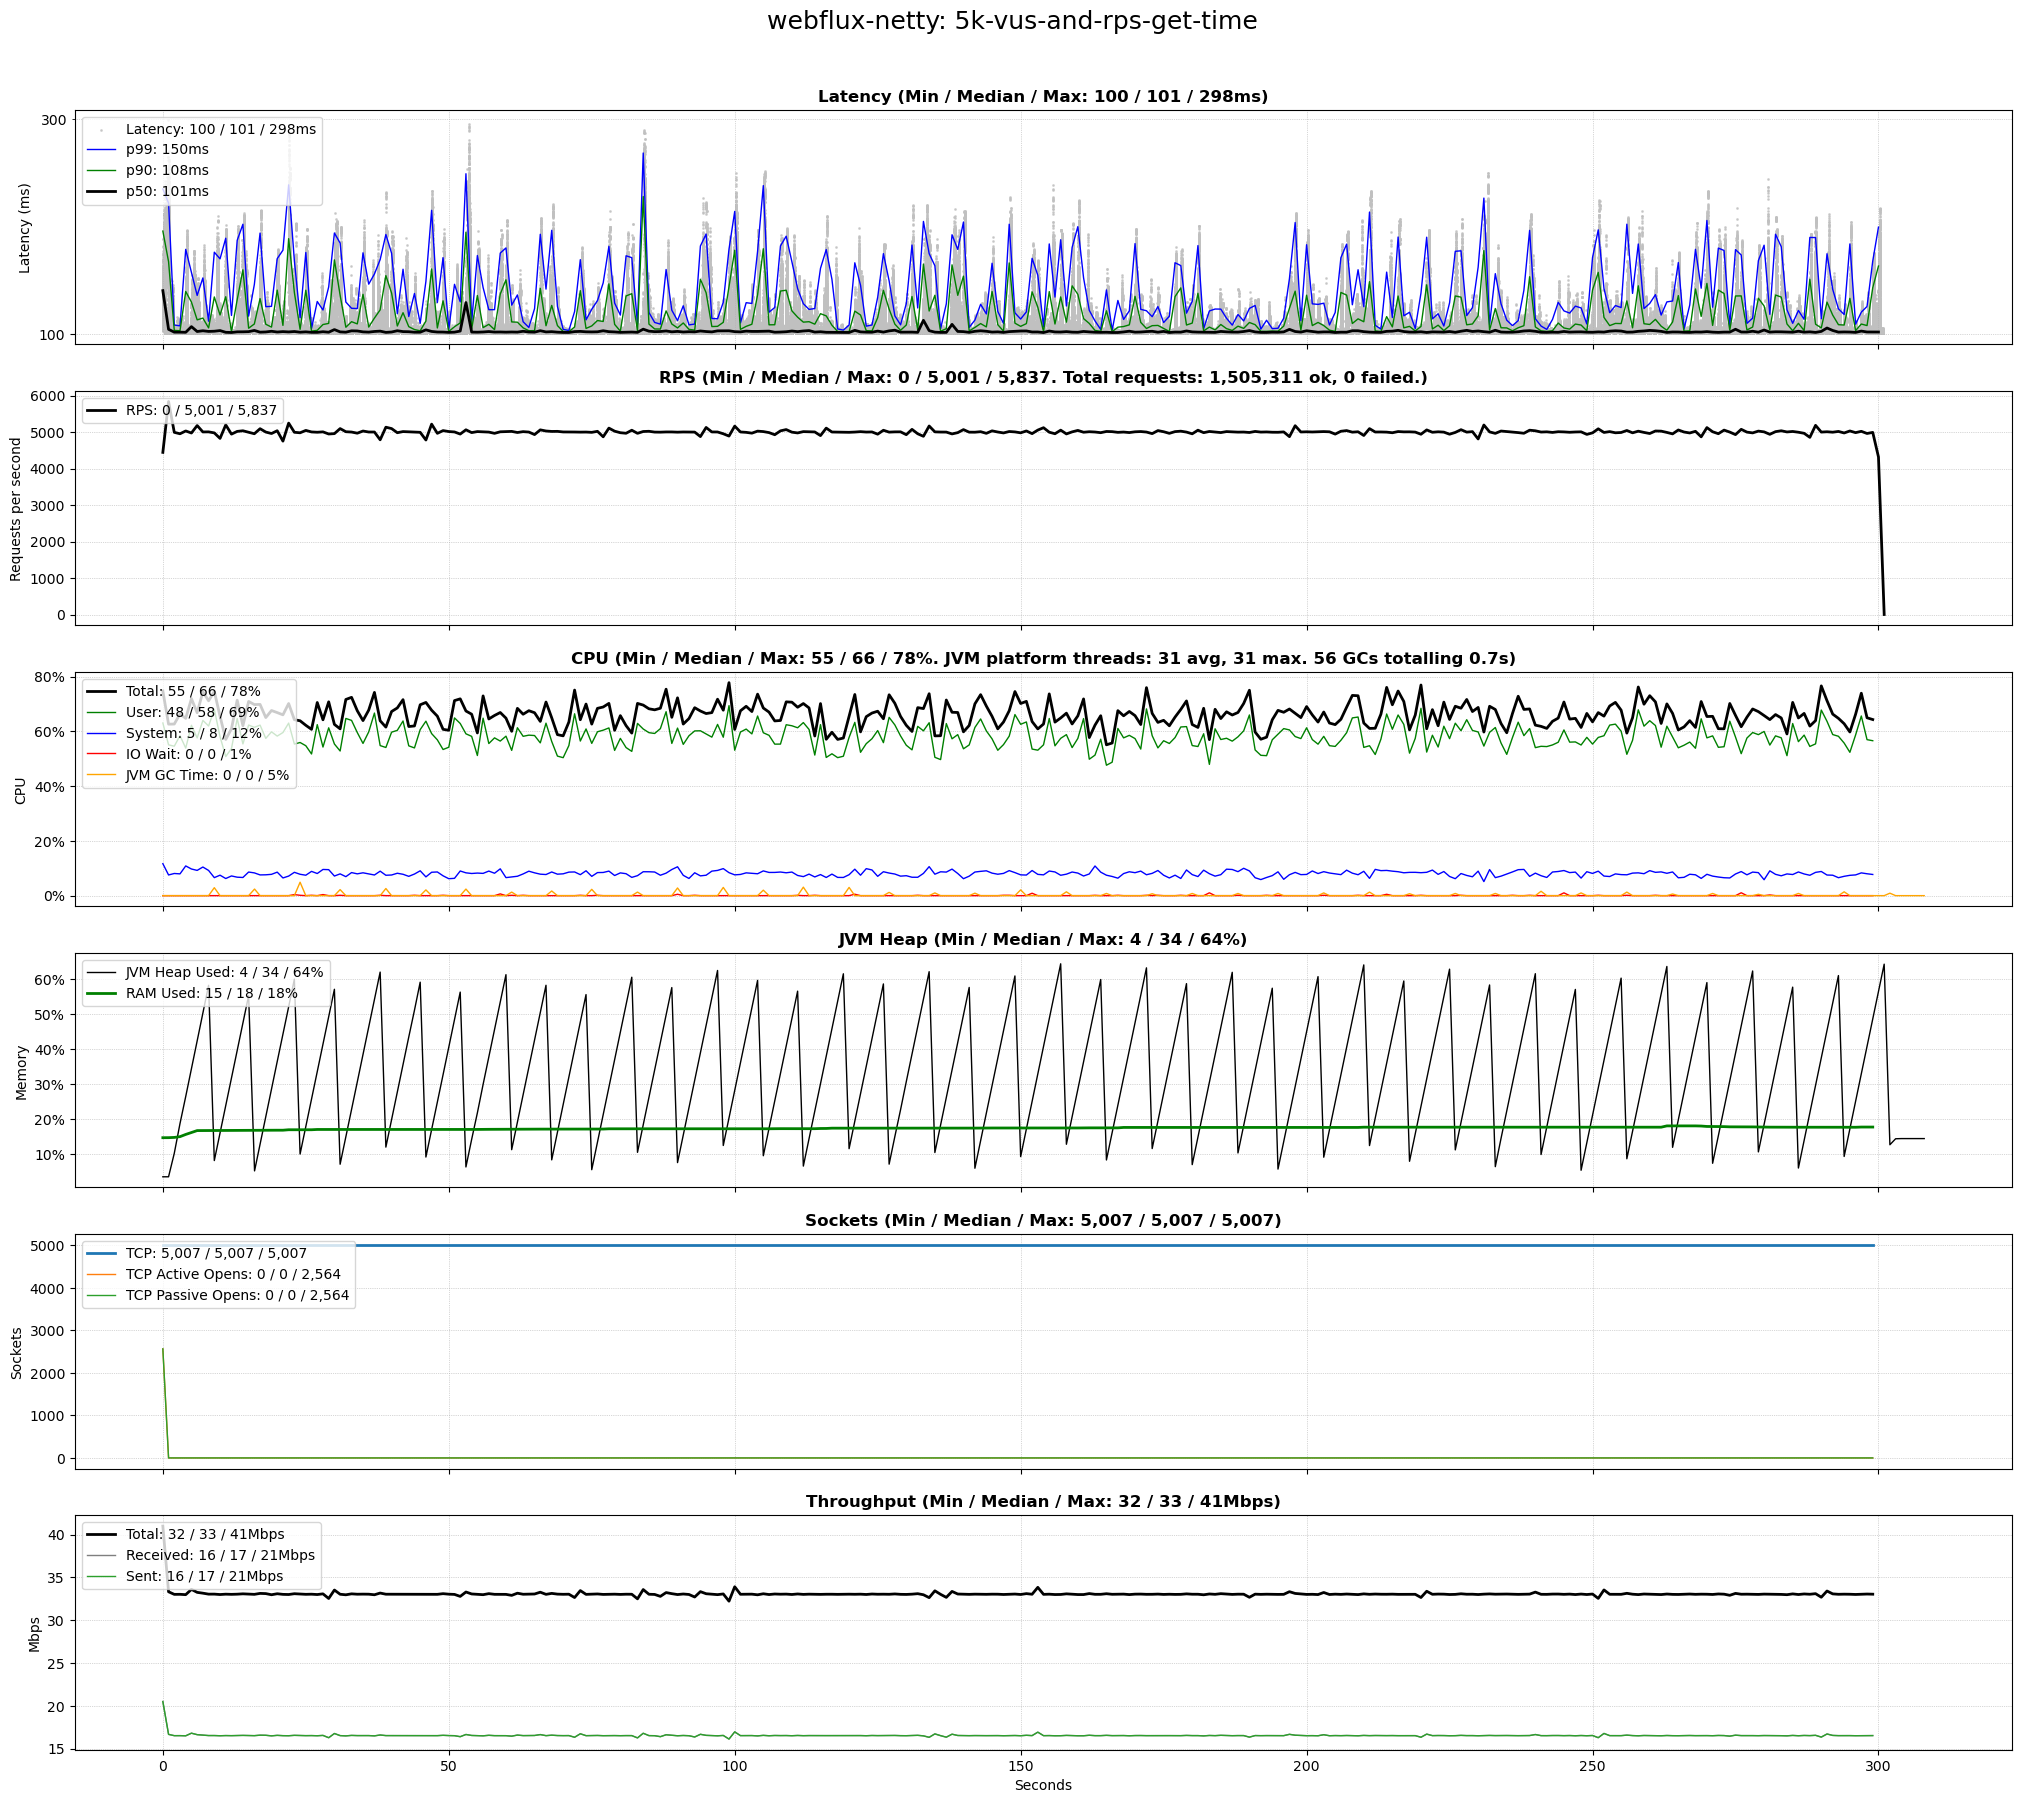 webflux-netty: 5k-vus-and-rps-get-time
Latency (Min / Median / Max: 100 / 101 / 298ms)
300
100
Latency (ms)
Latency: 100 / 101 / 298ms
p99: 150ms
p90: 108ms
p50: 101ms
RPS (Min / Median / Max: 0 / 5,001 / 5,837. Total requests: 1,505,311 ok, 0 failed.)
6000
5000
4000
3000
2000
1000
0
Requests per second
RPS: 0 / 5,001 / 5,837
CPU (Min / Median / Max: 55 / 66 / 78%. JVM platform threads: 31 avg, 31 max. 56 GCs totalling 0.7s)
80%
60%
40%
20%
0%
CPU
Total: 55 / 66 / 78%
User: 48 / 58 / 69%
System: 5 / 8 / 12%
IO Wait: 0 / 0 / 1%
JVM GC Time: 0 / 0 / 5%
JVM Heap (Min / Median / Max: 4 / 34 / 64%)
60%
50%
40%
30%
20%
10%
Memory
JVM Heap Used: 4 / 34 / 64%
RAM Used: 15 / 18 / 18%
Sockets (Min / Median / Max: 5,007 / 5,007 / 5,007)
5000
4000
3000
2000
1000
0
Sockets
TCP: 5,007 / 5,007 / 5,007
TCP Active Opens: 0 / 0 / 2,564
TCP Passive Opens: 0 / 0 / 2,564
Throughput (Min / Median / Max: 32 / 33 / 41Mbps)
40
35
30
25
20
15
Mbps
Total: 32 / 33 / 41Mbps
Received: 16 / 17 / 21Mbps
Sent: 16 / 17 / 21Mbps
0
50
100
150
200
250
300
Seconds